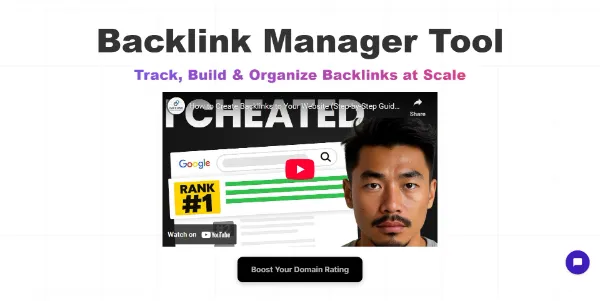 Backlink Manager Tool
Track, Build & Organize Backlinks at Scale
How to Create Backlinks to Your Website (Step-by-Step Guid...
Share
I CHEATED
Google
RANK
#1
Watch on YouTube
Boost Your Domain Rating